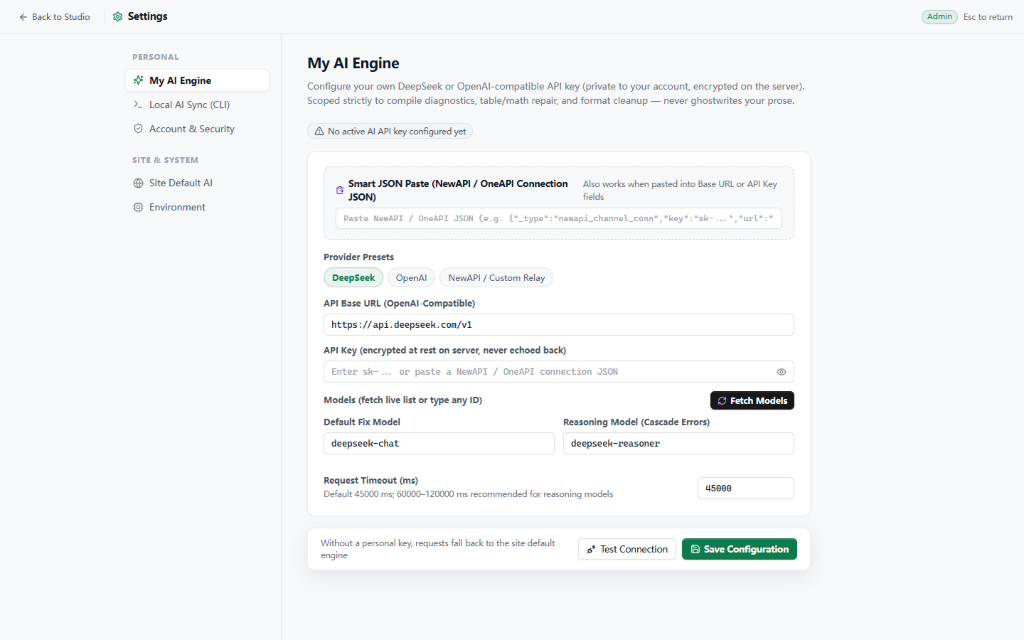 Back to Studio
Settings
Admin
Esc to return
PERSONAL
My AI Engine
Local AI Sync (CLI)
Account & Security
SITE & SYSTEM
Site Default AI
Environment
My AI Engine
Configure your own DeepSeek or OpenAI-compatible API key (private to your account, encrypted on the server).
Scoped strictly to compile diagnostics, table/math repair, and format cleanup — never ghostwrites your prose.
No active AI API key configured yet
Smart JSON Paste (NewAPI / OneAPI Connection
JSON)
Also works when pasted into Base URL or API Key
fields
Paste NewAPI / OneAPI JSON (e.g. {"_type":"newapi_channel_conn","key":"sk-...","url":"
Provider Presets
DeepSeek
OpenAI
NewAPI / Custom Relay
API Base URL (OpenAI-Compatible)
https://api.deepseek.com/v1
API Key (encrypted at rest on server, never echoed back)
Enter sk-... or paste a NewAPI / OneAPI connection JSON
Models (fetch live list or type any ID)
Fetch Models
Default Fix Model
Reasoning Model (Cascade Errors)
deepseek-chat
deepseek-reasoner
Request Timeout (ms)
Default 45000 ms; 60000–120000 ms recommended for reasoning models
45000
Without a personal key, requests fall back to the site default
engine
Test Connection
Save Configuration